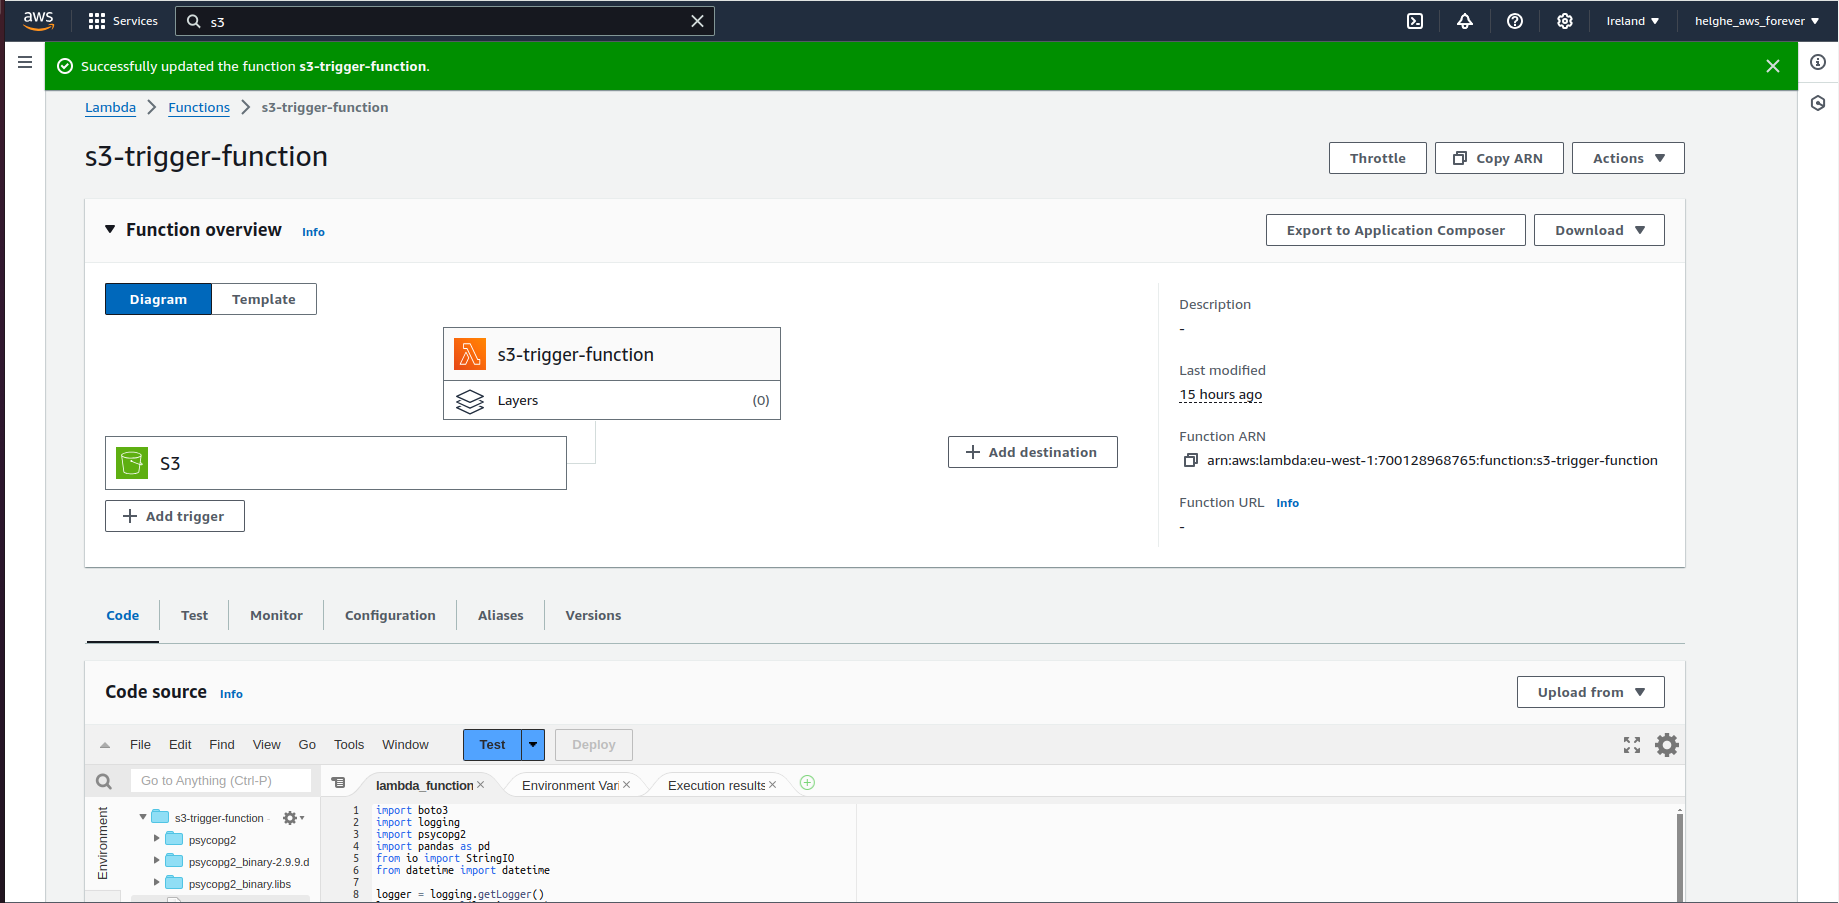 aws
Services
s3
Ireland ▼
helghe_aws_forever ▼
Successfully updated the function s3-trigger-function.
Lambda > Functions > s3-trigger-function
s3-trigger-function
Throttle
Copy ARN
Actions ▼
▼ Function overview Info
Export to Application Composer
Download ▼
Diagram
Template
s3-trigger-function
Layers (0)
S3
+ Add trigger
+ Add destination
Description
-
Last modified
15 hours ago
Function ARN
arn:aws:lambda:eu-west-1:700128968765:function:s3-trigger-function
Function URL Info
-
Code
Test
Monitor
Configuration
Aliases
Versions
Code source Info
Upload from ▼
File Edit Find View Go Tools Window
Test
Deploy
Go to Anything (Ctrl-P)
lambda_function ×
Environment Vari ×
Execution results ×
Environment
s3-trigger-function -
psycopg2
psycopg2_binary-2.9.9.d
psycopg2_binary.libs
1 import boto3
2 import logging
3 import psycopg2
4 import pandas as pd
5 from io import StringIO
6 from datetime import datetime
7
8 logger = logging.getLogger()